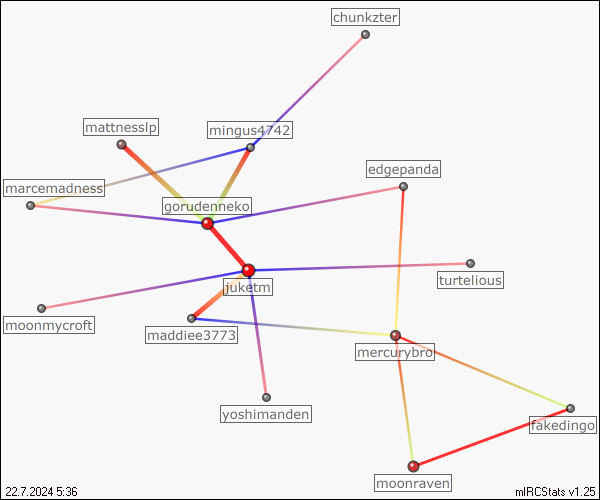 chunkzter
mattnesslp
mingus4742
edgepanda
marcemadness
gorudenneko
turtelious
juketm
moonmycroft
maddiee3773
mercurybro
yoshimanden
fakedingo
moonraven
22.7.2024 5:36
mIRCStats v1.25